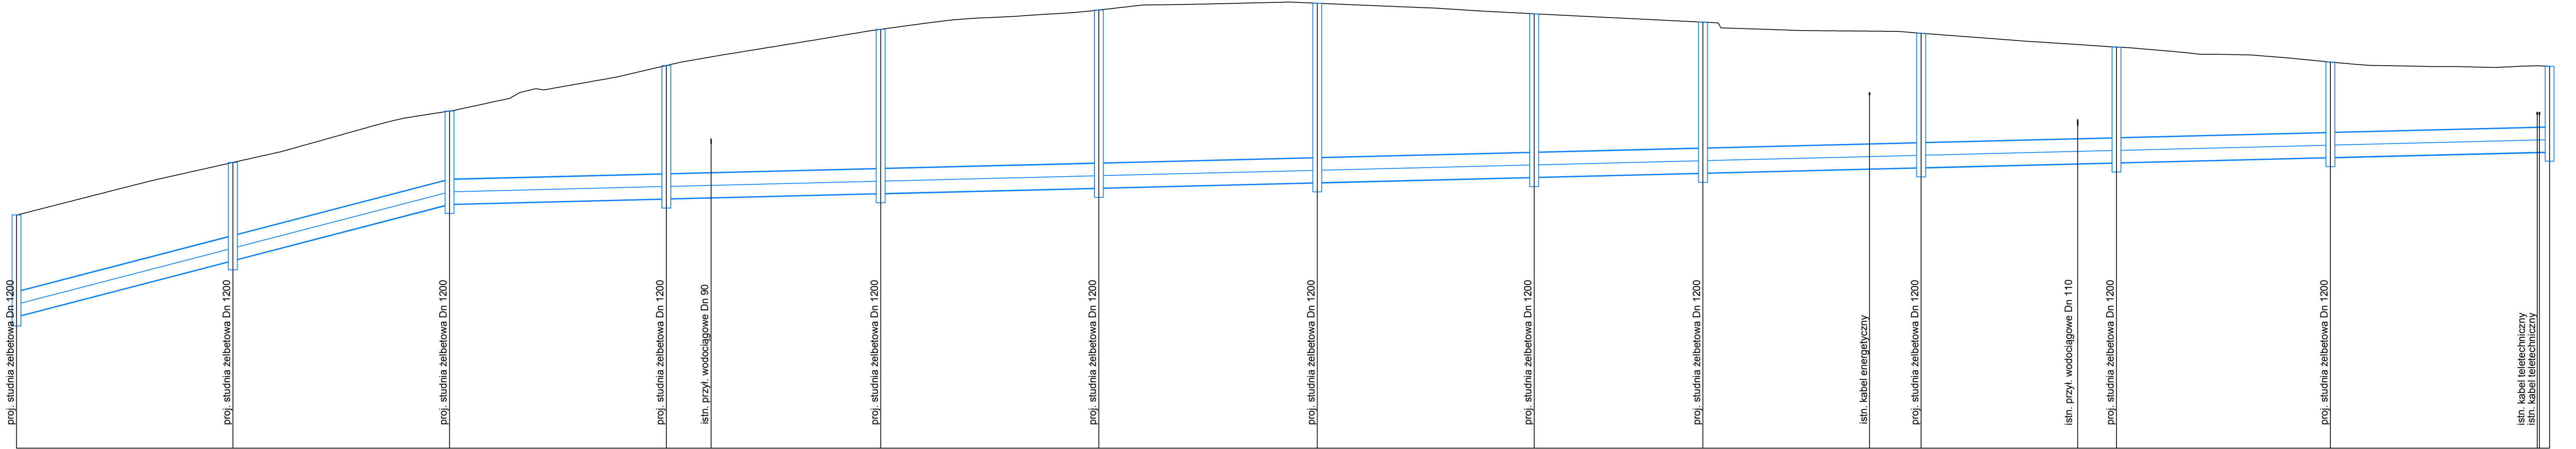 proj. studnia żelbetowa Dn 1200
proj. studnia żelbetowa Dn 1200
proj. studnia żelbetowa Dn 1200
proj. studnia żelbetowa Dn 1200
istn. przył. wodociągowe Dn 90
proj. studnia żelbetowa Dn 1200
proj. studnia żelbetowa Dn 1200
proj. studnia żelbetowa Dn 1200
proj. studnia żelbetowa Dn 1200
proj. studnia żelbetowa Dn 1200
istn. kabel energetyczny
proj. studnia żelbetowa Dn 1200
istn. przył. wodociągowe Dn 110
proj. studnia żelbetowa Dn 1200
proj. studnia żelbetowa Dn 1200
istn. kabel teletechniczny
istn. kabel teletechniczny